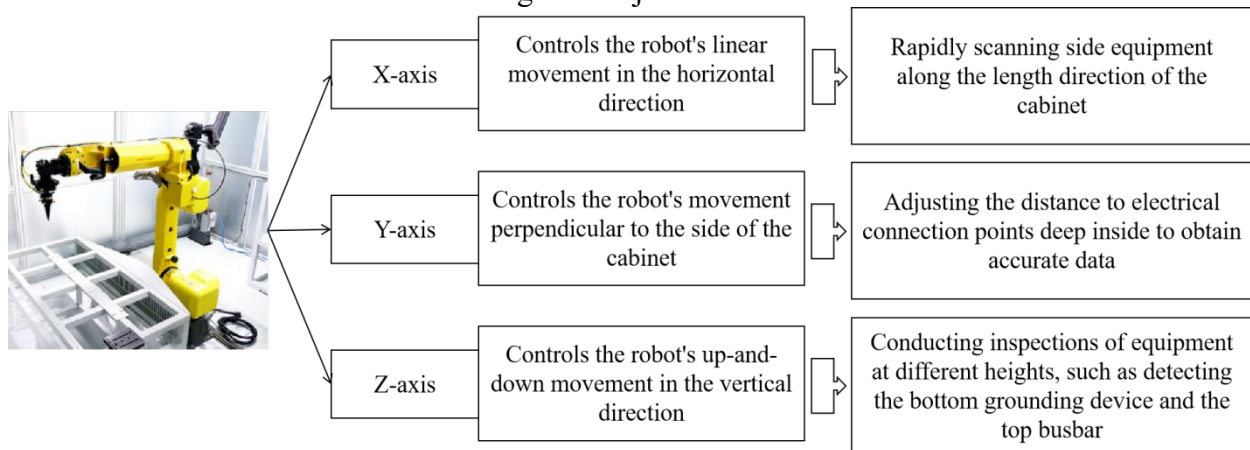 X-axis
Controls the robot's linear
movement in the horizontal
direction
Rapidly scanning side equipment
along the length direction of the
cabinet
Y-axis
Controls the robot's movement
perpendicular to the side of the
cabinet
Adjusting the distance to electrical
connection points deep inside to obtain
accurate data
Z-axis
Controls the robot's up-and-
down movement in the vertical
direction
Conducting inspections of equipment
at different heights, such as detecting
the bottom grounding device and the
top busbar